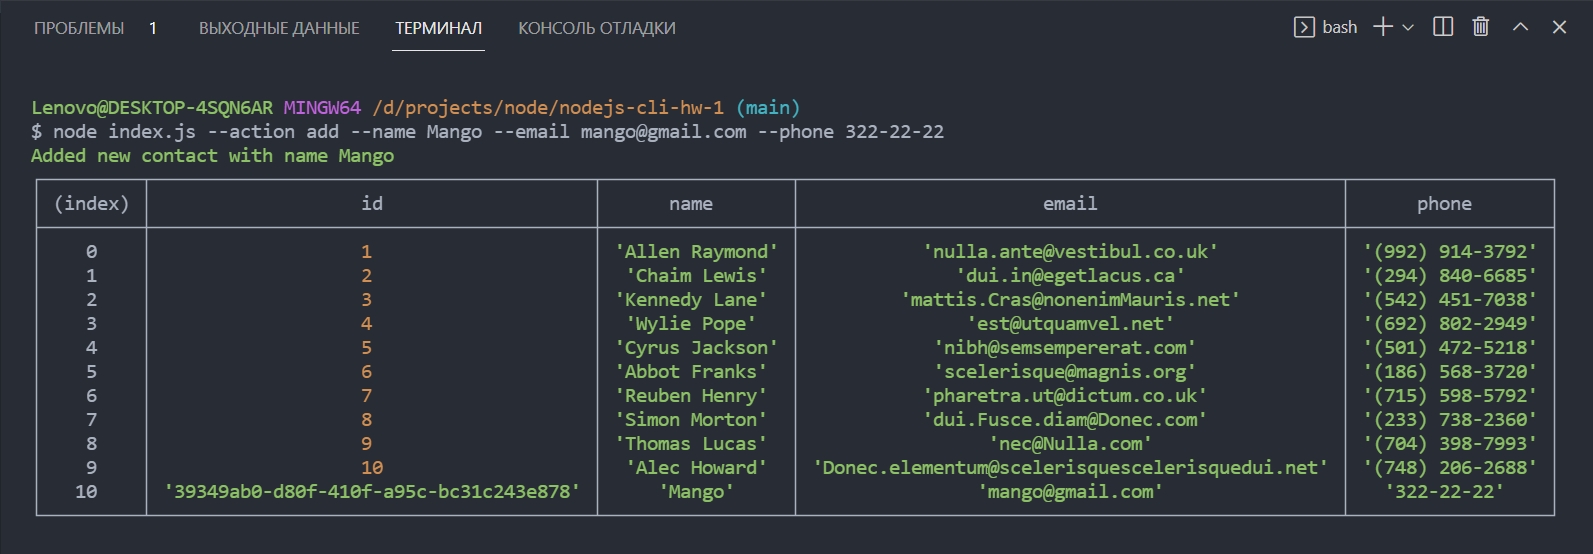 ПРОБЛЕМЫ 1 ВЫХОДНЫЕ ДАННЫЕ ТЕРМИНАЛ КОНСОЛЬ ОТЛАДКИ bash
Lenovo@DESKTOP-4SQN6AR MINGW64 /d/projects/node/nodejs-cli-hw-1 (main)
$ node index.js --action add --name Mango --email mango@gmail.com --phone 322-22-22
Added new contact with name Mango
(index) id name email phone
0 1 'Allen Raymond' 'nulla.ante@vestibul.co.uk' '(992) 914-3792'
1 2 'Chaim Lewis' 'dui.in@egetlacus.ca' '(294) 840-6685'
2 3 'Kennedy Lane' 'mattis.Cras@nonenimMauris.net' '(542) 451-7038'
3 4 'Wylie Pope' 'est@utquamvel.net' '(692) 802-2949'
4 5 'Cyrus Jackson' 'nibh@semsempererat.com' '(501) 472-5218'
5 6 'Abbot Franks' 'scelerisque@magnis.org' '(186) 568-3720'
6 7 'Reuben Henry' 'pharetra.ut@dictum.co.uk' '(715) 598-5792'
7 8 'Simon Morton' 'dui.Fusce.diam@Donec.com' '(233) 738-2360'
8 9 'Thomas Lucas' 'nec@Nulla.com' '(704) 398-7993'
9 10 'Alec Howard' 'Donec.elementum@scelerisquescelerisquedui.net' '(748) 206-2688'
10 '39349ab0-d80f-410f-a95c-bc31c243e878' 'Mango' 'mango@gmail.com' '322-22-22'